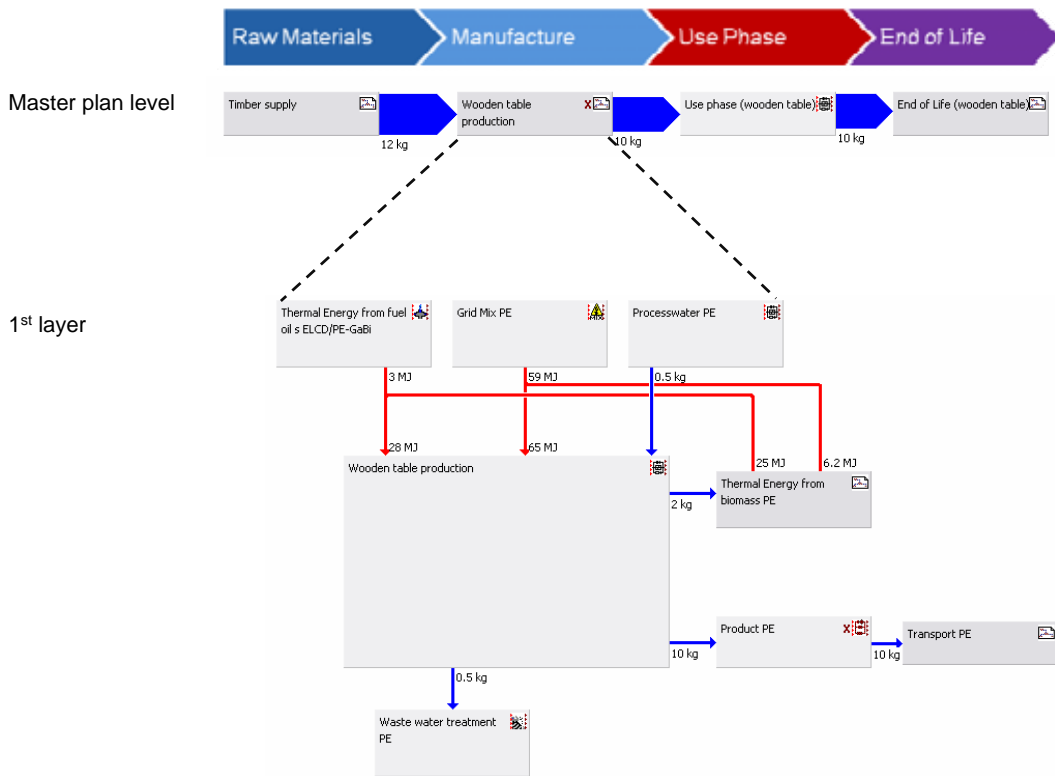 Raw Materials
Manufacture
Use Phase
End of Life
Master plan level
Timber supply
Wooden table
production
X
Use phase (wooden table)
End of Life (wooden table)
12 kg
10 kg
10 kg
1st layer
Thermal Energy from fuel
oil s ELCD/PE-GaBi
Grid Mix PE
Processwater PE
3 MJ
59 MJ
0.5 kg
28 MJ
65 MJ
25 MJ
6.2 MJ
Wooden table production
Thermal Energy from
biomass PE
2 kg
Product PE
X
Transport PE
10 kg
10 kg
0.5 kg
Waste water treatment
PE